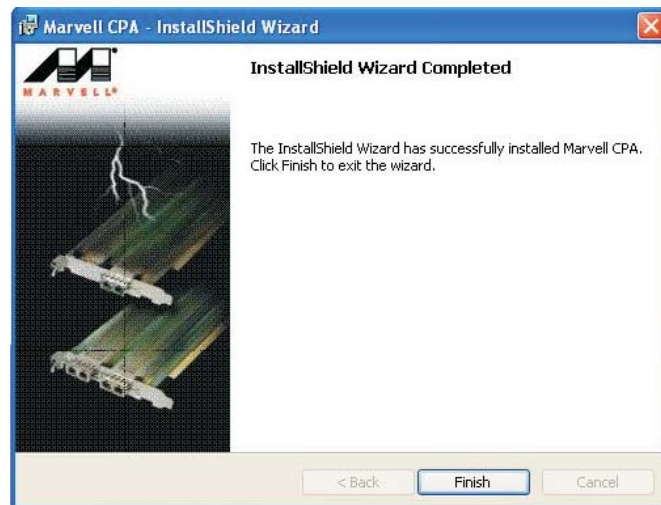 Marvell CPA - InstallShield Wizard
MARVELL®
InstallShield Wizard Completed
The InstallShield Wizard has successfully installed Marvell CPA.
Click Finish to exit the wizard.
< Back
Finish
Cancel